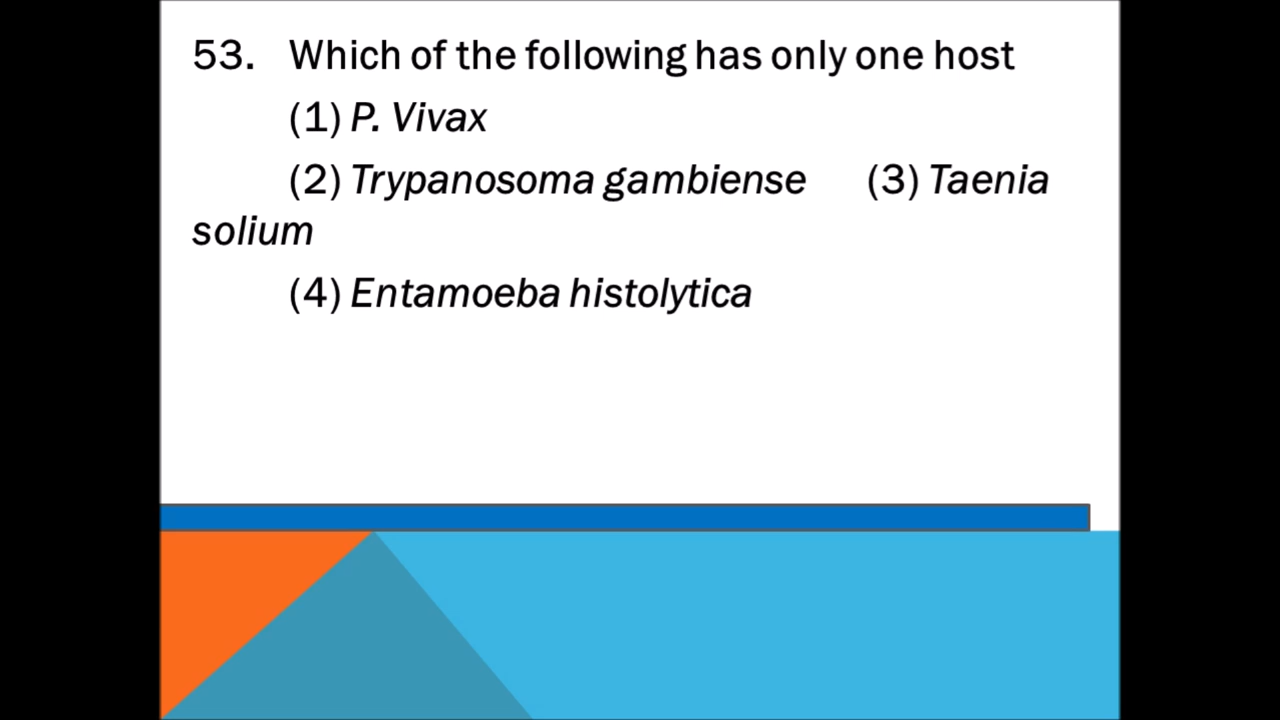 53. Which of the following has only one host
(1) P. Vivax
(2) Trypanosoma gambiense (3) Taenia
solium
(4) Entamoeba histolytica